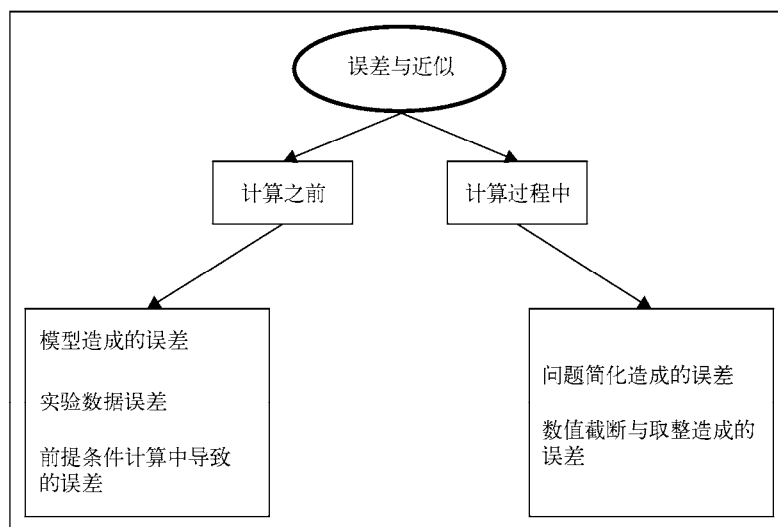 误差与近似
计算之前
计算过程中
模型造成的误差
实验数据误差
前提条件计算中导致
的误差
问题简化造成的误差
数值截断与取整造成的
误差